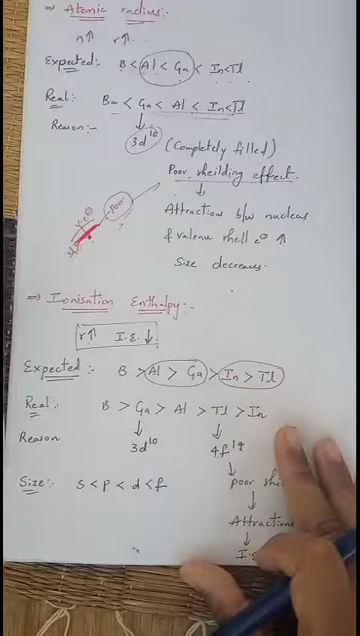 ⇒ Atomic radius:
n↑ r↑.
Expected: B < Al < Ga < In < Tl
Real: B < Ga < Al < In < Tl
Reason:-
3d¹⁰ (Completely filled)
Poor sheilding effect.
poor
Attraction b/w nucleus
& valence shell e⊖ ↑
Size decreases.
⇒ Ionisation Enthalpy:-
r↑ I.E. ↓
Expected:- B > Al > Ga > In > Tl
Real:- B > Ga > Al > Tl > In
Reason 3d¹⁰ 4f¹⁴
Size:- s < p < d < f poor
Attraction